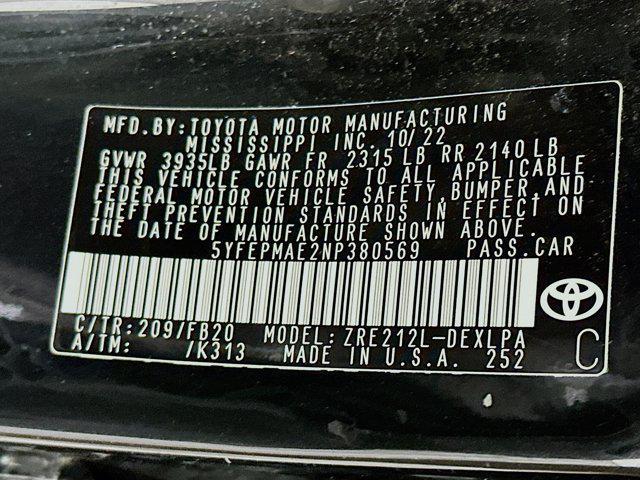 MFD.BY:TOYOTA MOTOR MANUFACTURING
MISSISSIPPI INC. 10/22
GVWR 3935LB GAWR FR 2315 LB RR 2140 LB
THIS VEHICLE CONFORMS TO ALL APPLICABLE
FEDERAL MOTOR VEHICLE SAFETY,BUMPER,AND
THEFT PREVENTION STANDARDS IN EFFECT ON
THE DATE OF MANUFACTURE SHOWN ABOVE.
5YFEPMAE2NP380569 PASS.CAR
C/TR:209/FB20 MODEL:ZRE212L-DEXLPA
A/TM: /K313 MADE IN U.S.A. 252 C